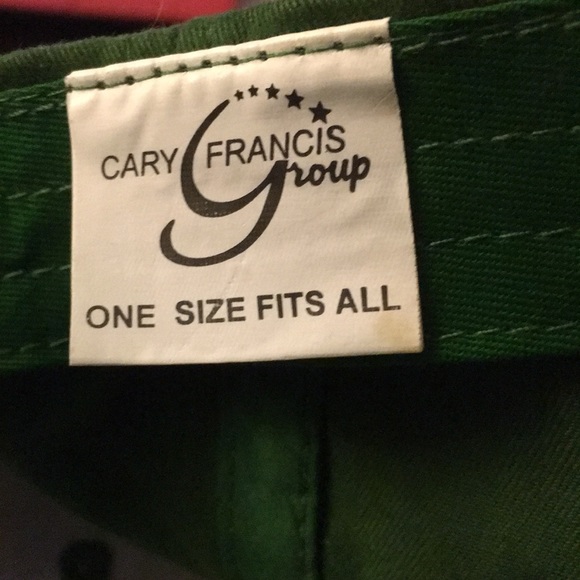 CARY FRANCIS
Group
ONE SIZE FITS ALL